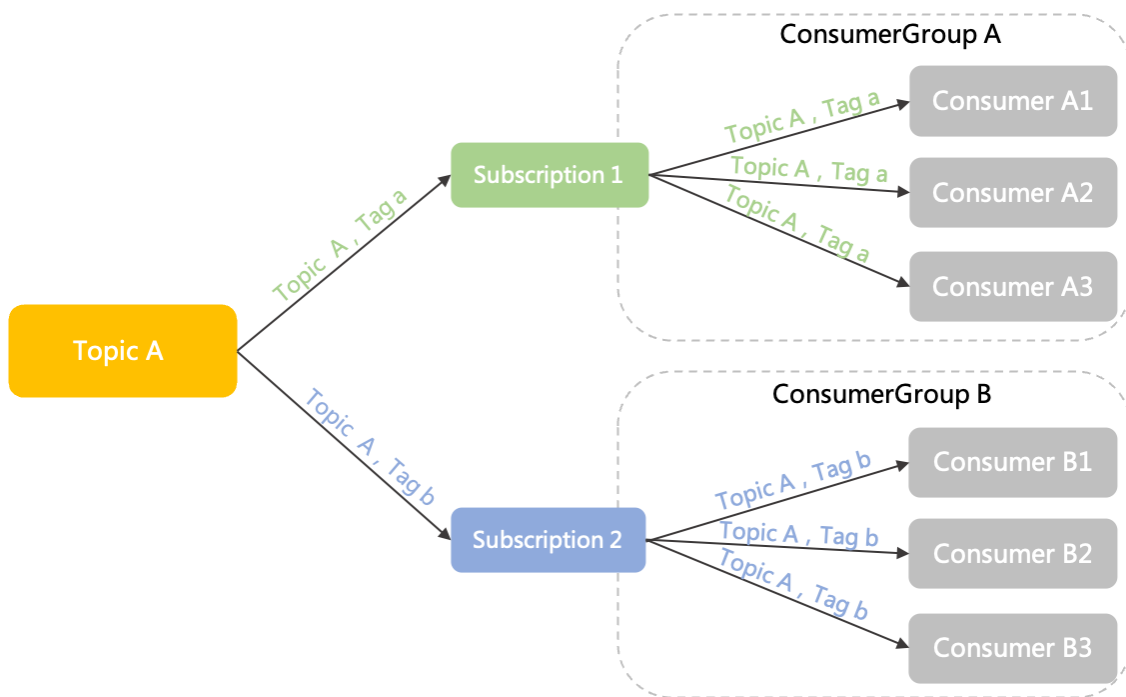 ConsumerGroup A
Topic A , Tag a
Consumer A1
Topic A , Tag a
Consumer A2
Topic A , Tag a
Consumer A3
Subscription 1
Topic A , Tag a
Topic A
Topic A , Tag b
Subscription 2
ConsumerGroup B
Topic A , Tag b
Consumer B1
Topic A , Tag b
Consumer B2
Topic A , Tag b
Consumer B3